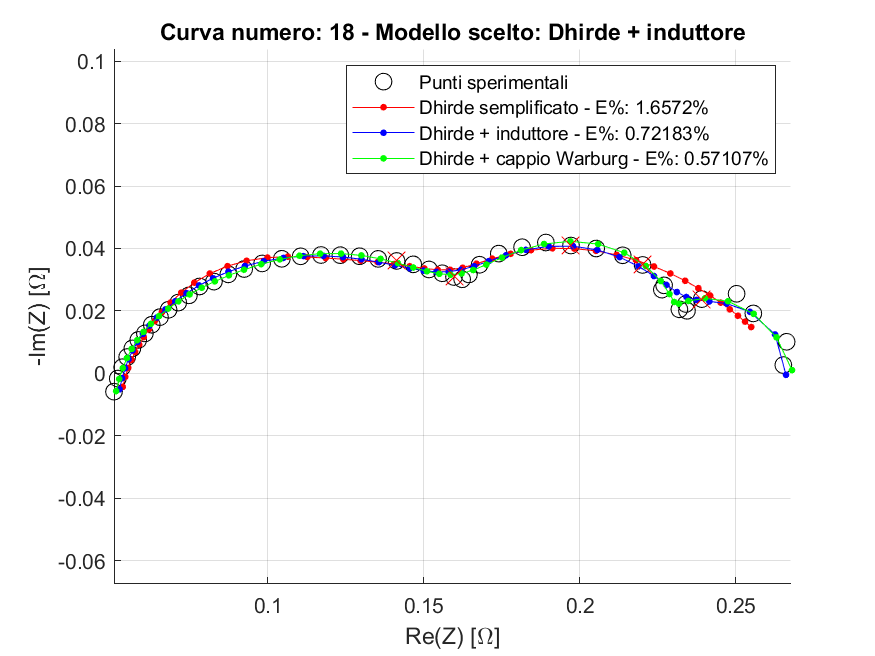 Curva numero: 18 - Modello scelto: Dhirde + induttore
Punti sperimentali
Dhirde semplificato - E%: 1.6572%
Dhirde + induttore - E%: 0.72183%
Dhirde + cappio Warburg - E%: 0.57107%
0.1
0.08
0.06
0.04
0.02
0
-0.02
-0.04
-0.06
-Im(Z) [Ω]
0.1
0.15
0.2
0.25
Re(Z) [Ω]